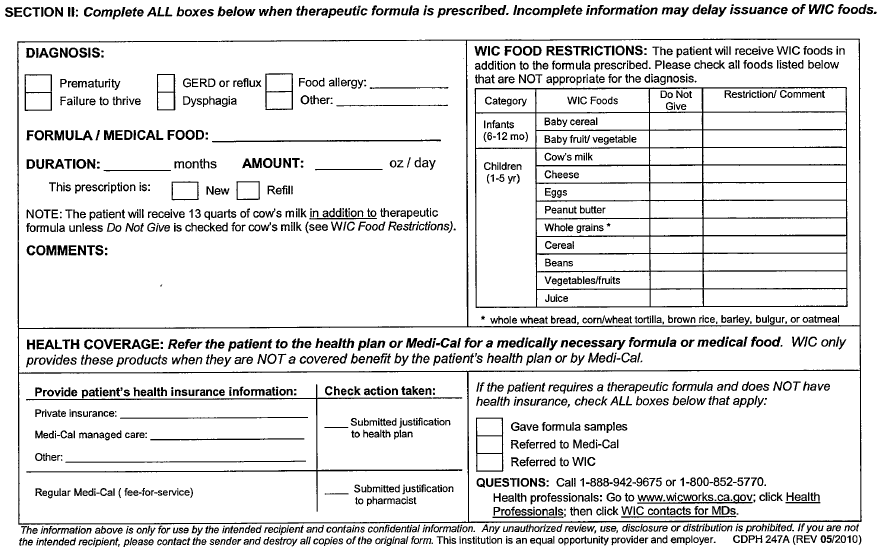 SECTION II: Complete ALL boxes below when therapeutic formula is prescribed. Incomplete information may delay issuance of WIC foods.
DIAGNOSIS:
Prematurity GERD or reflux Food allergy:
Failure to thrive Dysphagia Other:
FORMULA / MEDICAL FOOD:
DURATION: months AMOUNT: oz / day
This prescription is: New Refill
NOTE: The patient will receive 13 quarts of cow's milk in addition to therapeutic
formula unless Do Not Give is checked for cow's milk (see WIC Food Restrictions).
COMMENTS:
WIC FOOD RESTRICTIONS: The patient will receive WIC foods in
addition to the formula prescribed. Please check all foods listed below
that are NOT appropriate for the diagnosis.
Category WIC Foods Do Not Give Restriction/ Comment
Infants (6-12 mo)
Baby cereal
Baby fruit/ vegetable
Children (1-5 yr)
Cow's milk
Cheese
Eggs
Peanut butter
Whole grains *
Cereal
Beans
Vegetables/fruits
Juice
* whole wheat bread, corn/wheat tortilla, brown rice, barley, bulgur, or oatmeal
HEALTH COVERAGE: Refer the patient to the health plan or Medi-Cal for a medically necessary formula or medical food. WIC only
provides these products when they are NOT a covered benefit by the patient's health plan or by Medi-Cal.
Provide patient's health insurance information:
Private insurance:
Medi-Cal managed care:
Other:
Regular Medi-Cal ( fee-for-service)
Check action taken:
Submitted justification
to health plan
Submitted justification
to pharmacist
If the patient requires a therapeutic formula and does NOT have
health insurance, check ALL boxes below that apply:
Gave formula samples
Referred to Medi-Cal
Referred to WIC
QUESTIONS: Call 1-888-942-9675 or 1-800-852-5770.
Health professionals: Go to www.wicworks.ca.gov; click Health
Professionals; then click WIC contacts for MDs.
The information above is only for use by the intended recipient and contains confidential information. Any unauthorized review, use, disclosure or distribution is prohibited. If you are not
the intended recipient, please contact the sender and destroy all copies of the original form. This institution is an equal opportunity provider and employer. CDPH 247A (REV 05/2010)